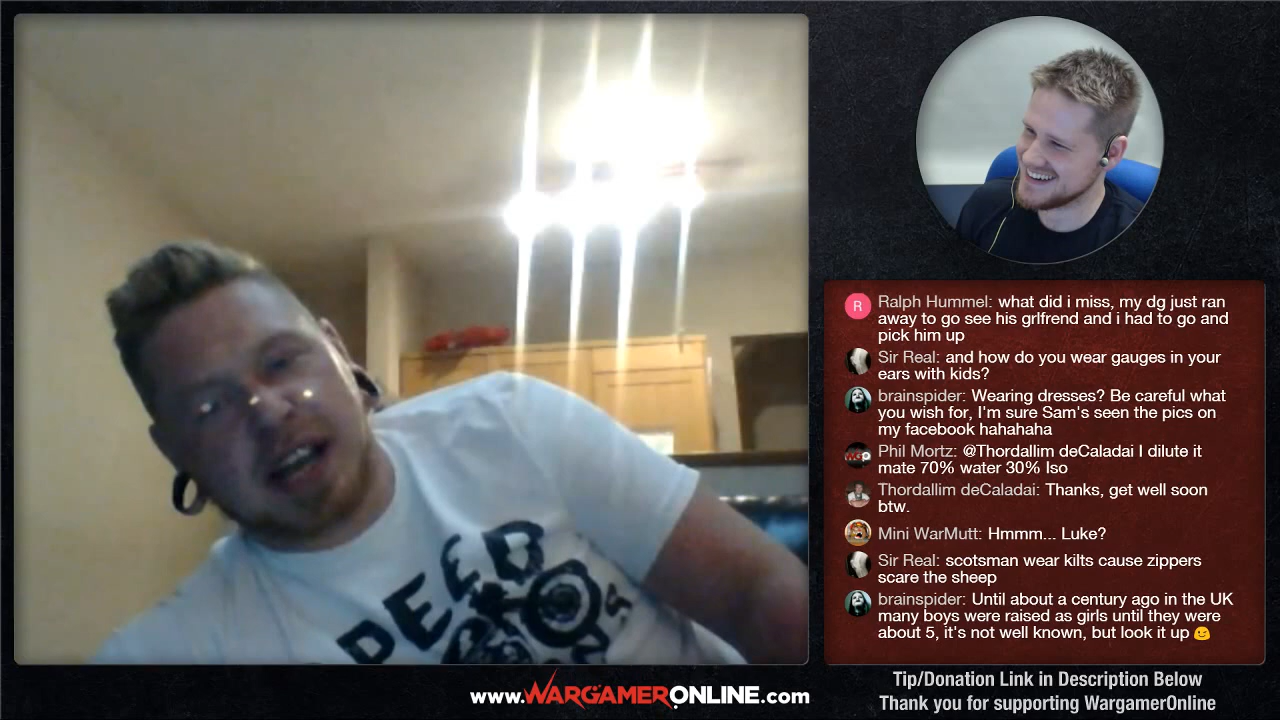 SPEED
Ralph Hummel: what did i miss, my dg just ran
away to go see his grlfrend and i had to go and
pick him up
Sir Real: and how do you wear gauges in your
ears with kids?
brainspider: Wearing dresses? Be careful what
you wish for, I'm sure Sam's seen the pics on
my facebook hahahaha
Phil Mortz: @Thordallim deCaladai I dilute it
mate 70% water 30% Iso
Thordallim deCaladai: Thanks, get well soon
btw.
Mini WarMutt: Hmmm... Luke?
Sir Real: scotsman wear kilts cause zippers
scare the sheep
brainspider: Until about a century ago in the UK
many boys were raised as girls until they were
about 5, it's not well known, but look it up
R
www.WARGAMERONLINE.com
Tip/Donation Link in Description Below
Thank you for supporting WargamerOnline